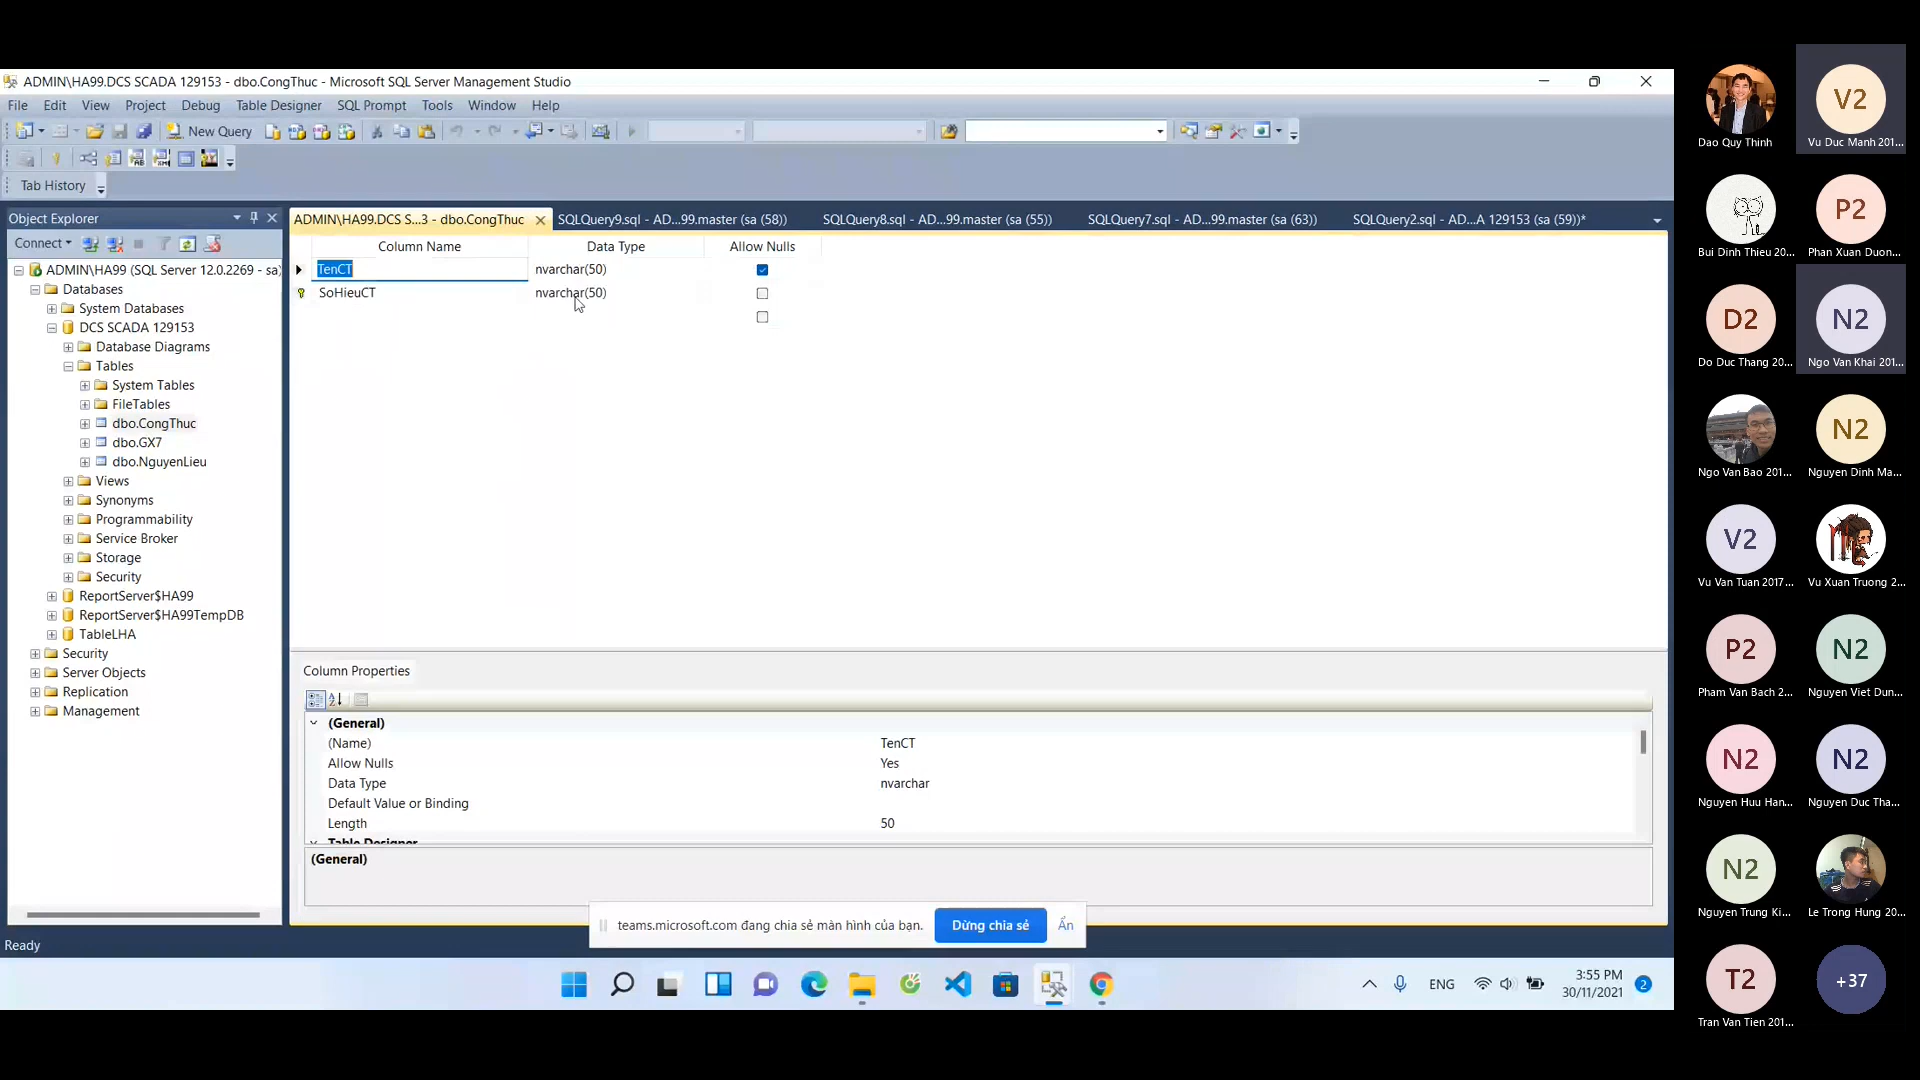 ADMIN\HA99.DCS SCADA 129153 - dbo.CongThuc - Microsoft SQL Server Management Studio
File Edit View Project Debug Table Designer SQL Prompt Tools Window Help
New Query
Tab History
Object Explorer
Connect
ADMIN\HA99 (SQL Server 12.0.2269 - sa)
Databases
System Databases
DCS SCADA 129153
Database Diagrams
Tables
System Tables
FileTables
dbo.CongThuc
dbo.GX7
dbo.NguyenLieu
Views
Synonyms
Programmability
Service Broker
Storage
Security
ReportServer$HA99
ReportServer$HA99TempDB
TableLHA
Security
Server Objects
Replication
Management
ADMIN\HA99.DCS S...3 - dbo.CongThuc
SQLQuery9.sql - AD...99.master (sa (58))
SQLQuery8.sql - AD...99.master (sa (55))
SQLQuery7.sql - AD...99.master (sa (63))
SQLQuery2.sql - AD...A 129153 (sa (59))*
Column Name Data Type Allow Nulls
TenCT nvarchar(50)
SoHieuCT nvarchar(50)
Column Properties
(General)
(Name) TenCT
Allow Nulls Yes
Data Type nvarchar
Default Value or Binding
Length 50
Table Designer
(General)
teams.microsoft.com đang chia sẻ màn hình của bạn. Dừng chia sẻ Ẩn
Ready
ENG
3:55 PM
30/11/2021
2
Dao Quy Thinh
V2
Vu Duc Manh 201...
Bui Dinh Thieu 20...
P2
Phan Xuan Duon...
D2
Do Duc Thang 20...
N2
Ngo Van Khai 201...
Ngo Van Bao 201...
N2
Nguyen Dinh Ma...
V2
Vu Van Tuan 2017...
Vu Xuan Truong 2...
P2
Pham Van Bach 2...
N2
Nguyen Viet Dun...
N2
Nguyen Huu Han...
N2
Nguyen Duc Tha...
N2
Nguyen Trung Ki...
Le Trong Hung 20...
T2
Tran Van Tien 201...
+37